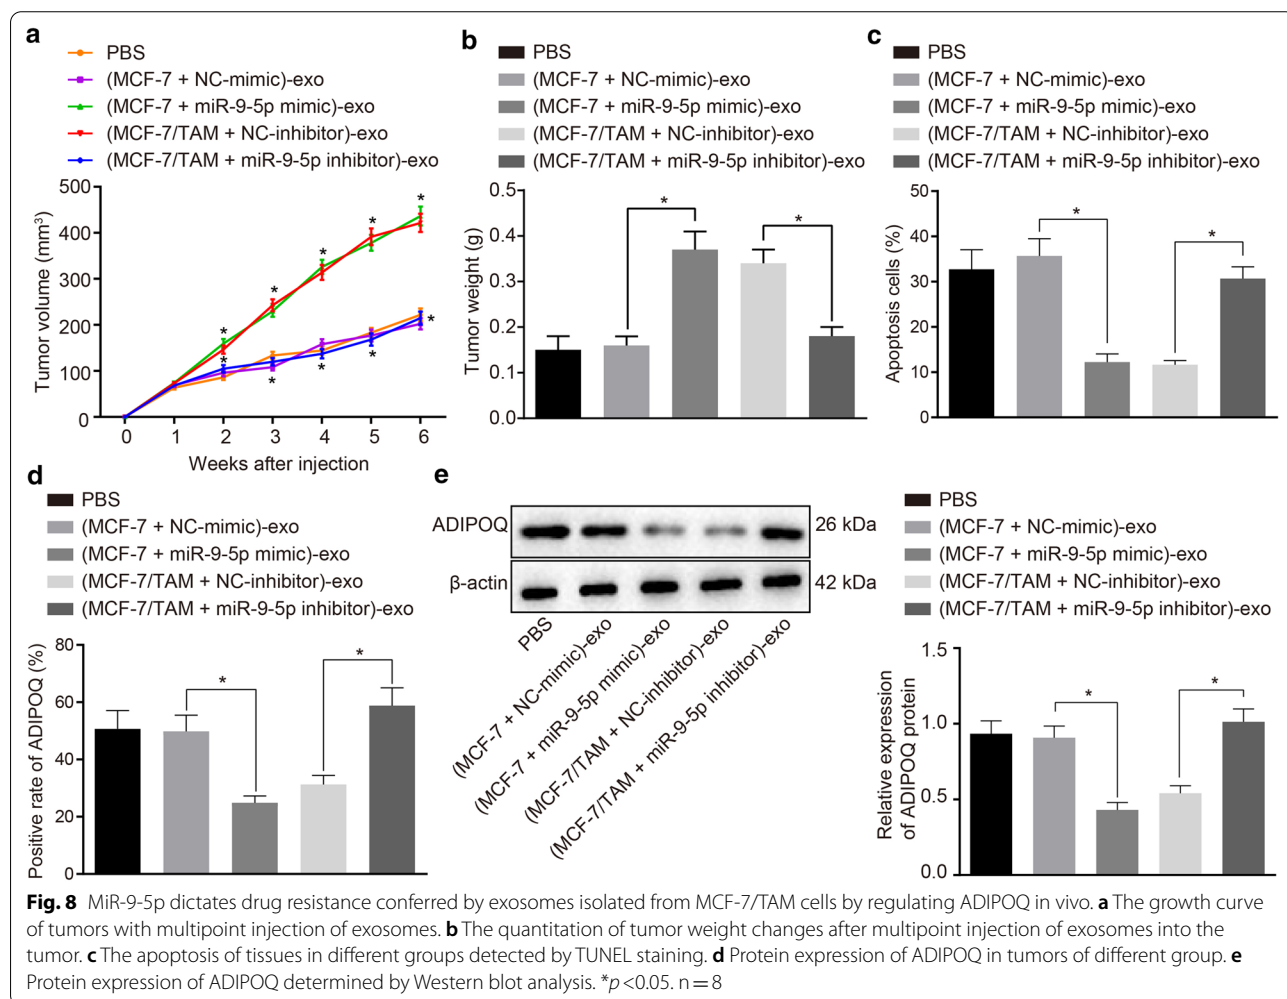 a
PBS
(MCF-7 + NC-mimic)-exo
(MCF-7 + miR-9-5p mimic)-exo
(MCF-7/TAM + NC-inhibitor)-exo
(MCF-7/TAM + miR-9-5p inhibitor)-exo
Tumor volume (mm³)
500
400
300
200
100
0
* * * * *
* * * * *
0 1 2 3 4 5 6
Weeks after injection
b
PBS
(MCF-7 + NC-mimic)-exo
(MCF-7 + miR-9-5p mimic)-exo
(MCF-7/TAM + NC-inhibitor)-exo
(MCF-7/TAM + miR-9-5p inhibitor)-exo
Tumor weight (g)
0.5
0.4
0.3
0.2
0.1
0.0
* *
c
PBS
(MCF-7 + NC-mimic)-exo
(MCF-7 + miR-9-5p mimic)-exo
(MCF-7/TAM + NC-inhibitor)-exo
(MCF-7/TAM + miR-9-5p inhibitor)-exo
Apoptosis cells (%)
50
40
30
20
10
0
* *
d
PBS
(MCF-7 + NC-mimic)-exo
(MCF-7 + miR-9-5p mimic)-exo
(MCF-7/TAM + NC-inhibitor)-exo
(MCF-7/TAM + miR-9-5p inhibitor)-exo
Positive rate of ADIPOQ (%)
80
60
40
20
0
* *
e
ADIPOQ 26 kDa
β-actin 42 kDa
PBS
(MCF-7 + NC-mimic)-exo
(MCF-7 + miR-9-5p mimic)-exo
(MCF-7/TAM + NC-inhibitor)-exo
(MCF-7/TAM + miR-9-5p inhibitor)-exo
PBS
(MCF-7 + NC-mimic)-exo
(MCF-7 + miR-9-5p mimic)-exo
(MCF-7/TAM + NC-inhibitor)-exo
(MCF-7/TAM + miR-9-5p inhibitor)-exo
Relative expression
of ADIPOQ protein
1.5
1.0
0.5
0.0
* *
Fig. 8 MiR-9-5p dictates drug resistance conferred by exosomes isolated from MCF-7/TAM cells by regulating ADIPOQ in vivo. a The growth curve
of tumors with multipoint injection of exosomes. b The quantitation of tumor weight changes after multipoint injection of exosomes into the
tumor. c The apoptosis of tissues in different groups detected by TUNEL staining. d Protein expression of ADIPOQ in tumors of different group. e
Protein expression of ADIPOQ determined by Western blot analysis. *p <0.05. n = 8